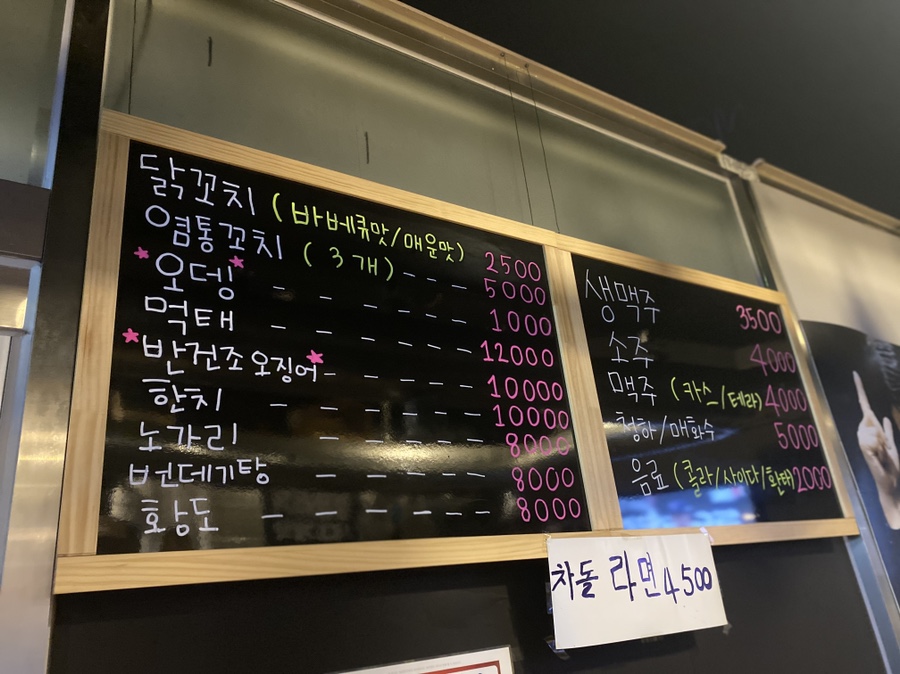 닭꼬치 (바베큐맛/매운맛) 2500
염통꼬치 (3개) --- 5000
*오뎅* ------ 1000
먹태 ------ 12000
*반건조오징어* ----- 10000
한치 ------ 10000
노가리 ----- 8000
번데기탕 ----- 8000
황도 ------ 8000
생맥주 3500
소주 4000
맥주 (카스/테라) 4000
청하/매화수 5000
음료 (콜라/사이다/환타) 2000
차돌 라면 4500